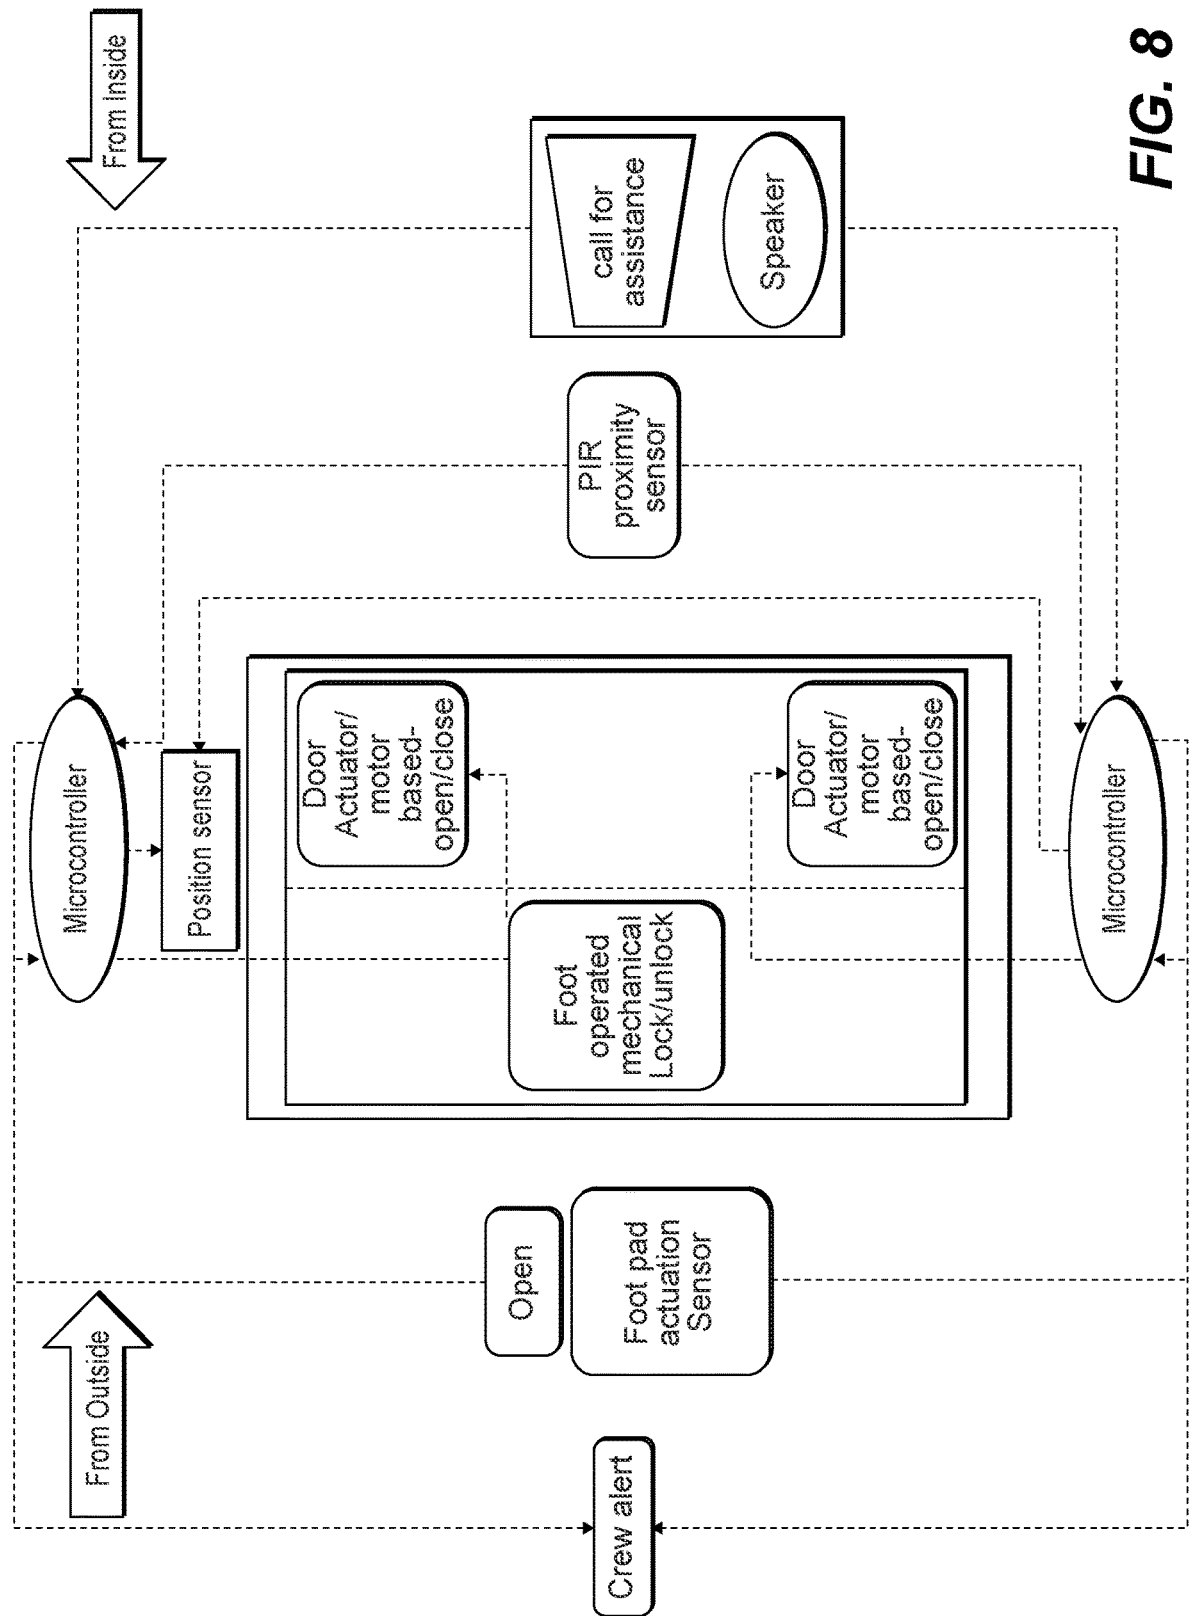 Crew alert
From Outside
Open
Foot pad
actuation
Sensor
Microcontroller
Position sensor
Foot
operated
mechanical
Lock/unlock
Door
Actuator/
motor
based-
open/close
Door
Actuator/
motor
based-
open/close
Microcontroller
PIR
proximity
sensor
From Inside
call for
assistance
Speaker
FIG. 8